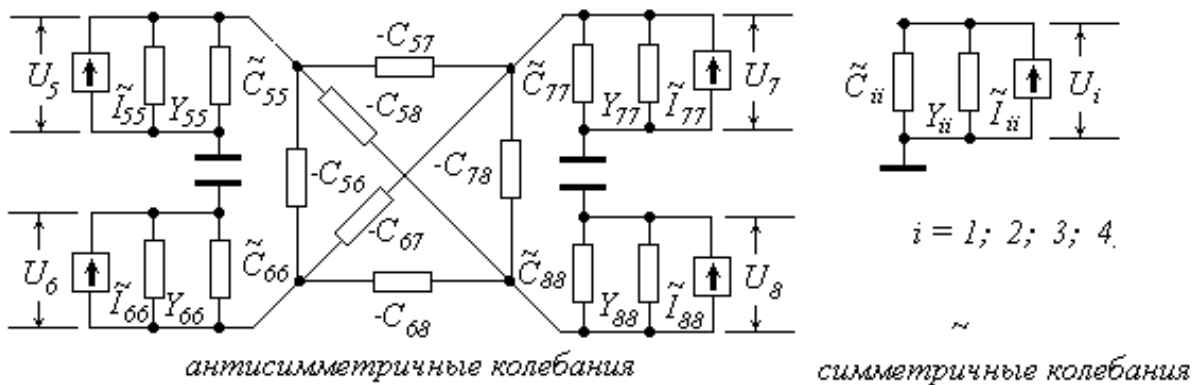 -C57
U5
Ĩ55
Y55
C̃55
-C58
C̃77
Y77
Ĩ77
U7
-C56
-C78
-C67
U6
Ĩ66
Y66
C̃66
-C68
C̃88
Y88
Ĩ88
U8
антисимметричные колебания
C̃ii
Yii
Ĩii
Ui
i = 1; 2; 3; 4.
~
симметричные колебания